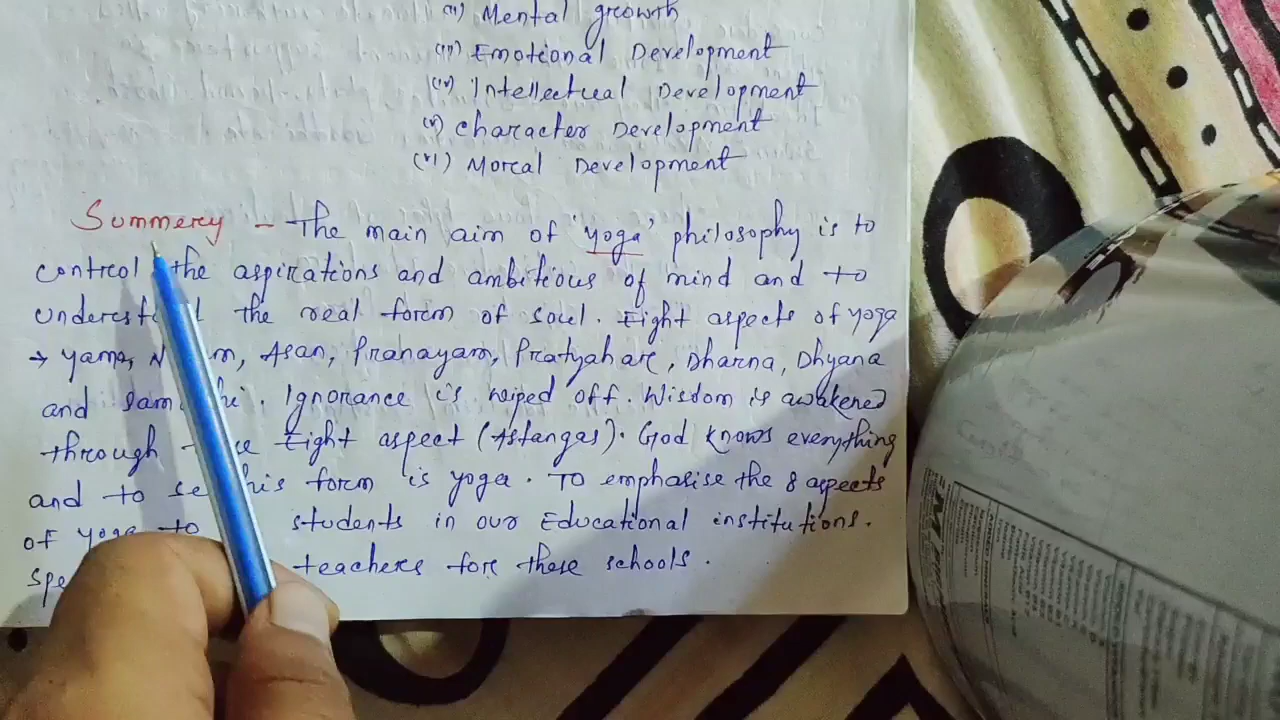 (ii) Mental growth
(iii) Emotional Development
(iv) Intellectual Development
(v) Character Development
(vi) Moral Development
Summery - The main aim of 'yoga' philosophy is to
control the aspirations and ambitious of mind and to
the real form of soul. Eight aspects of yoga
→ yama, Asan, Pranayam, Pratyahar, Dharna, Dhyana
and Ignorance is wiped off. Wisdom is awakened
through Eight aspect (Astangas). God knows everything
and to form is yoga. To emphasise the 8 aspects
of yoga to students in our Educational institutions.
teachers for these schools.